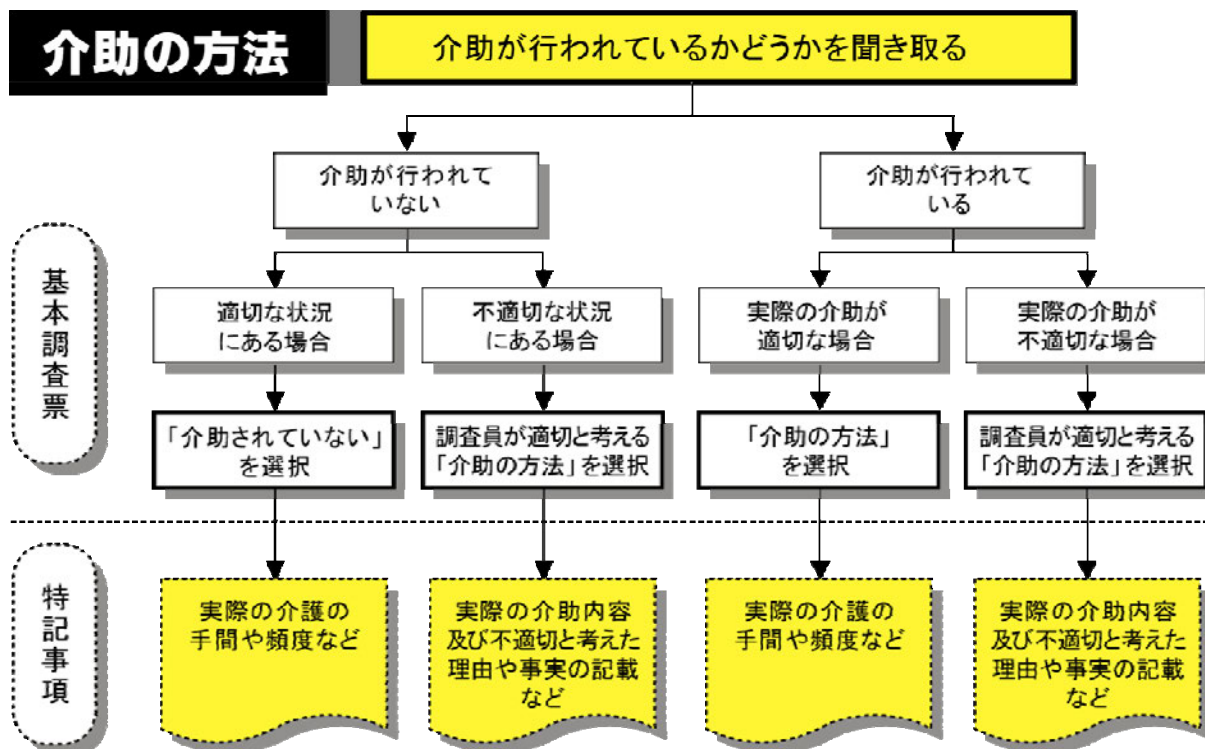 介助の方法
介助が行われているかどうかを聞き取る
介助が行われて
いない
介助が行われて
いる
基本調査票
適切な状況
にある場合
不適切な状況
にある場合
実際の介助が
適切な場合
実際の介助が
不適切な場合
「介助されていない」
を選択
調査員が適切と考える
「介助の方法」を選択
「介助の方法」
を選択
調査員が適切と考える
「介助の方法」を選択
特記事項
実際の介護の
手間や頻度など
実際の介助内容
及び不適切と考えた
理由や事実の記載
など
実際の介護の
手間や頻度など
実際の介助内容
及び不適切と考えた
理由や事実の記載
など